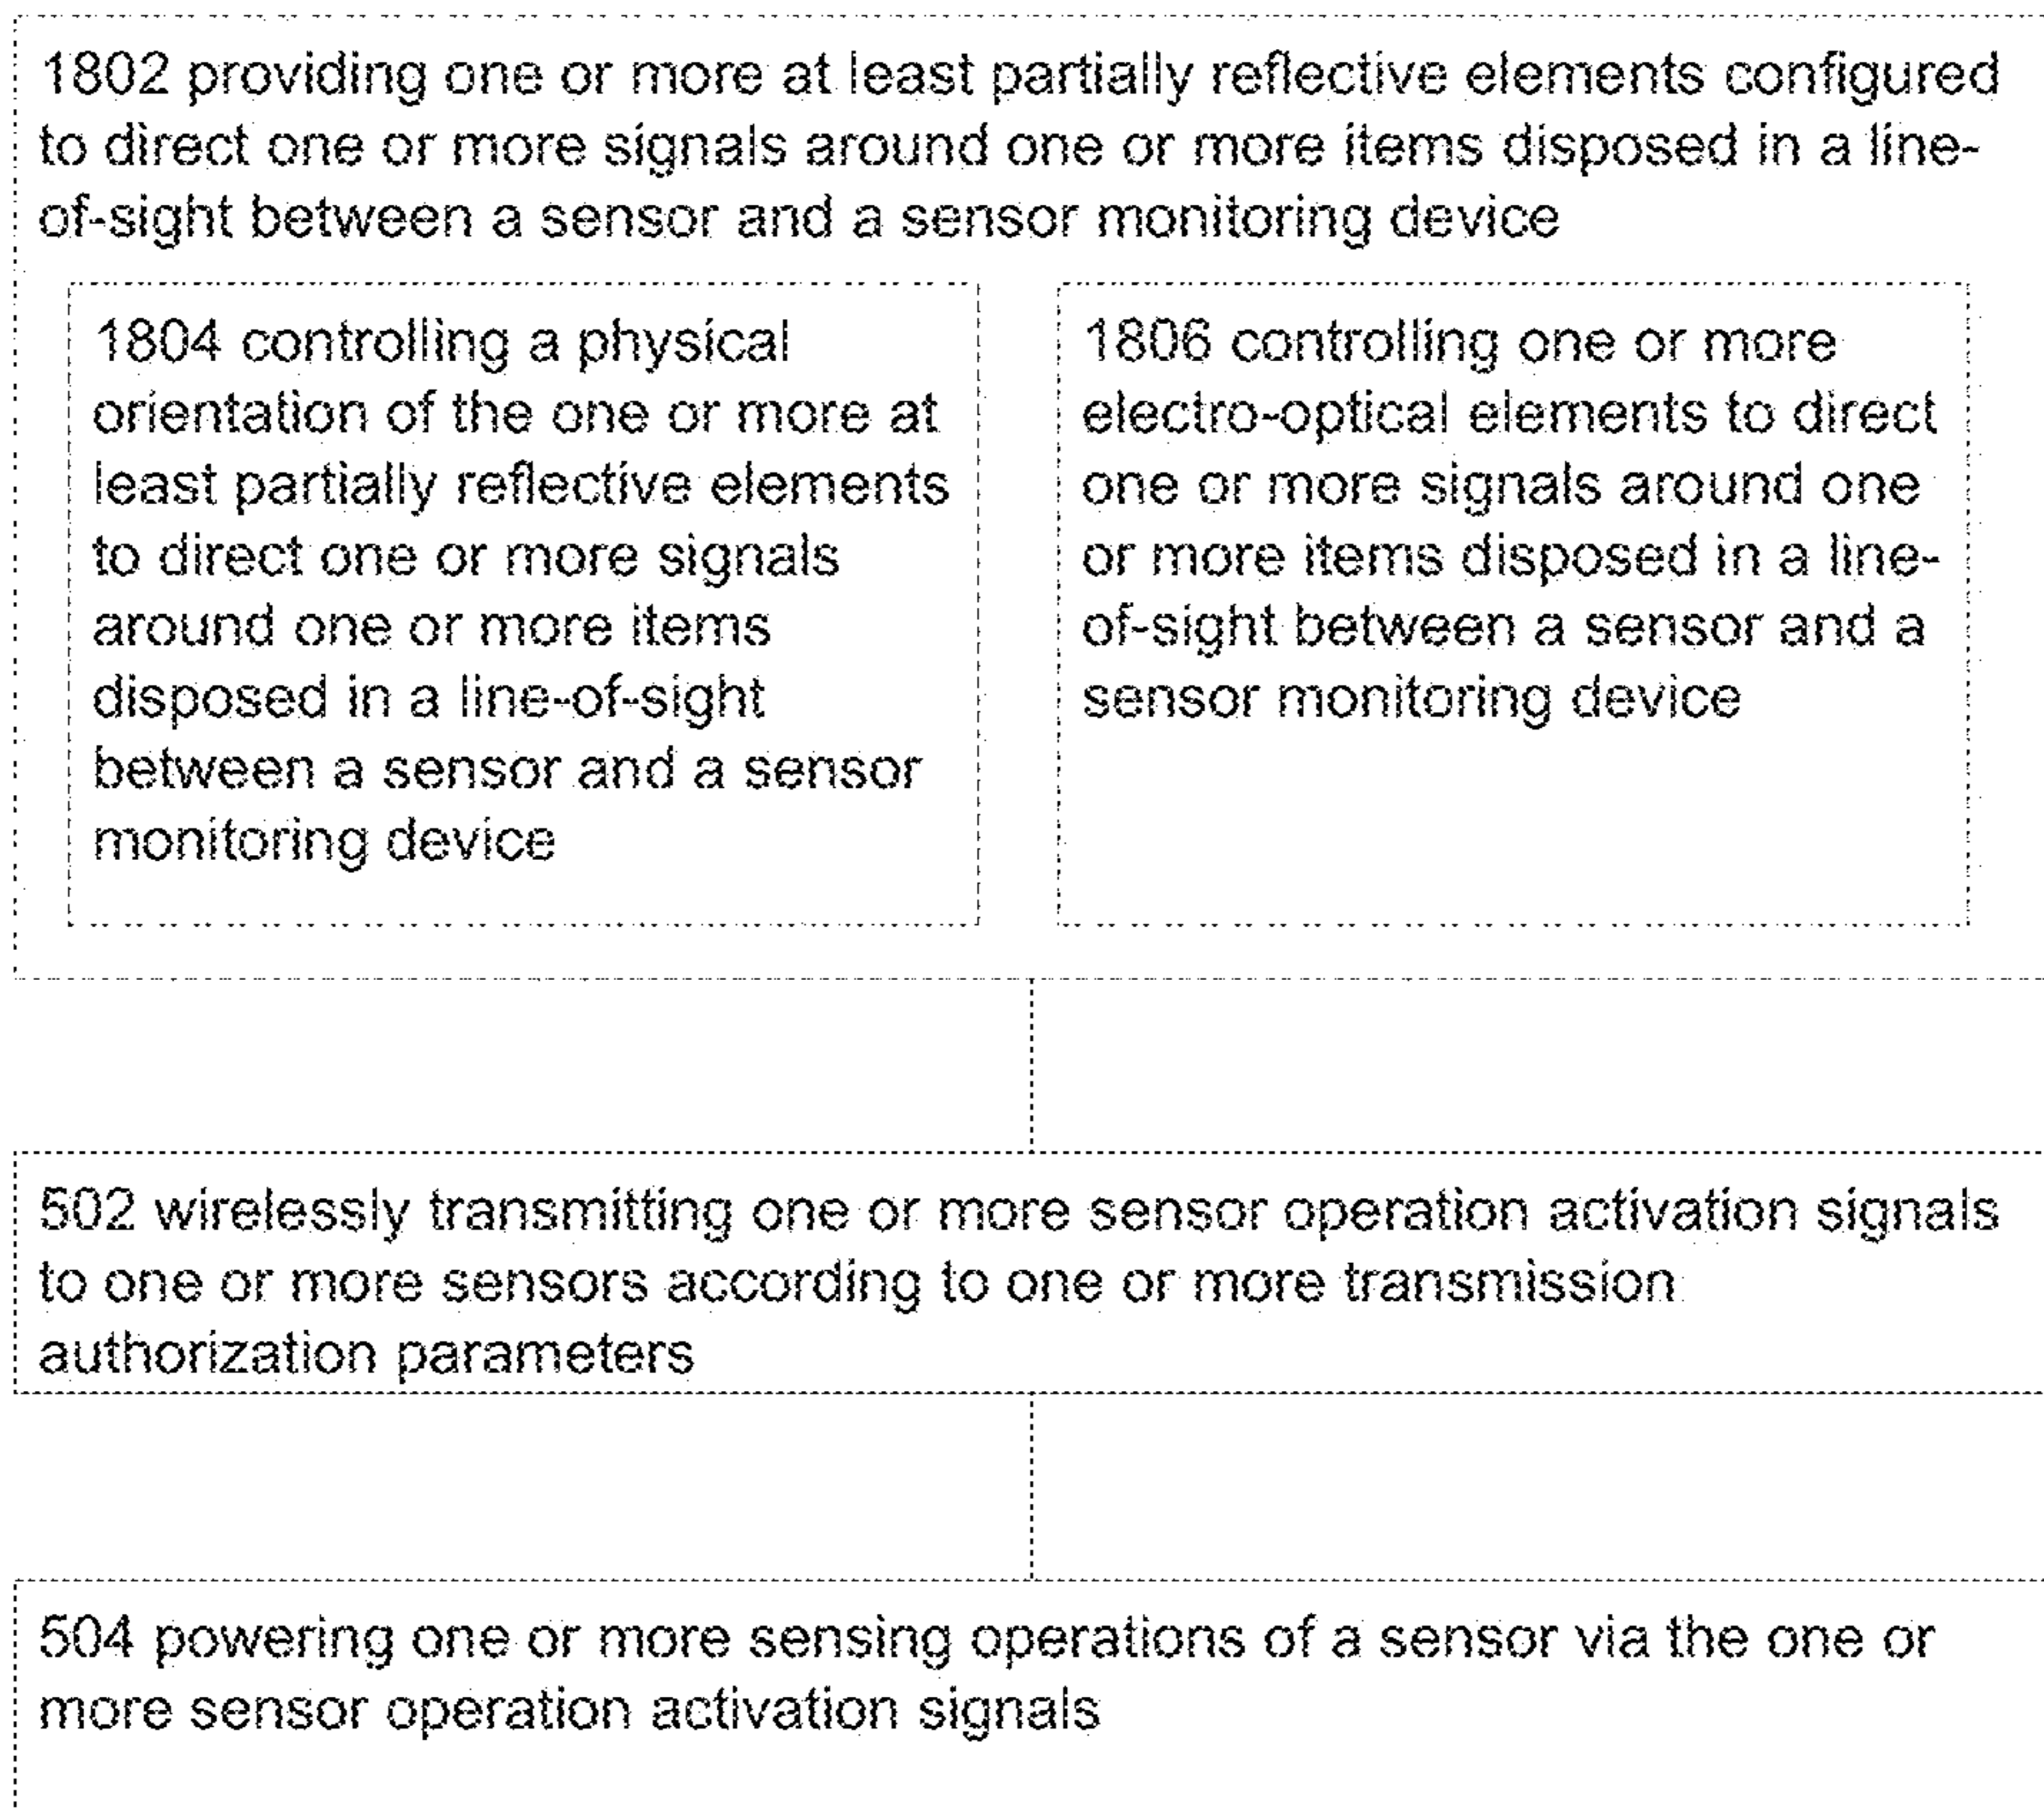 1802 providing one or more at least partially reflective elements configured
to direct one or more signals around one or more items disposed in a line-
of-sight between a sensor and a sensor monitoring device
1804 controlling a physical
orientation of the one or more at
least partially reflective elements
to direct one or more signals
around one or more items
disposed in a line-of-sight
between a sensor and a sensor
monitoring device
1806 controlling one or more
electro-optical elements to direct
one or more signals around one
or more items disposed in a line-
of-sight between a sensor and a
sensor monitoring device
502 wirelessly transmitting one or more sensor operation activation signals
to one or more sensors according to one or more transmission
authorization parameters
504 powering one or more sensing operations of a sensor via the one or
more sensor operation activation signals